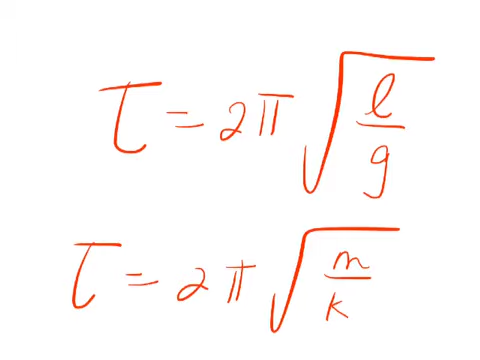 τ = 2π √(l/g)
τ = 2π √(m/k)